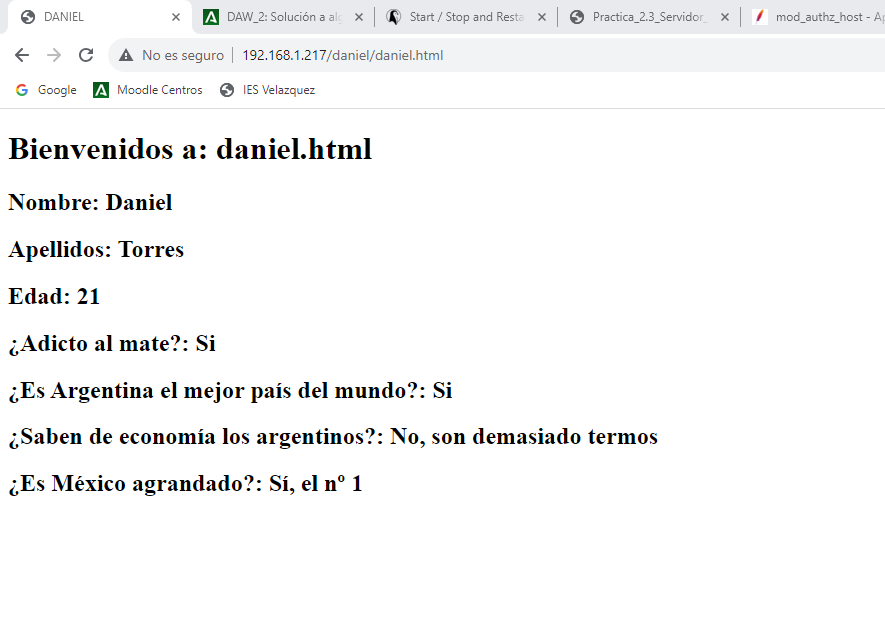 DANIEL
DAW_2: Solución a al
Start / Stop and Resta
Practica_2.3_Servidor_
mod_authz_host - Ap
No es seguro
192.168.1.217/daniel/daniel.html
Google
Moodle Centros
IES Velazquez
Bienvenidos a: daniel.html
Nombre: Daniel
Apellidos: Torres
Edad: 21
¿Adicto al mate?: Si
¿Es Argentina el mejor país del mundo?: Si
¿Saben de economía los argentinos?: No, son demasiado termos
¿Es México agrandado?: Sí, el nº 1